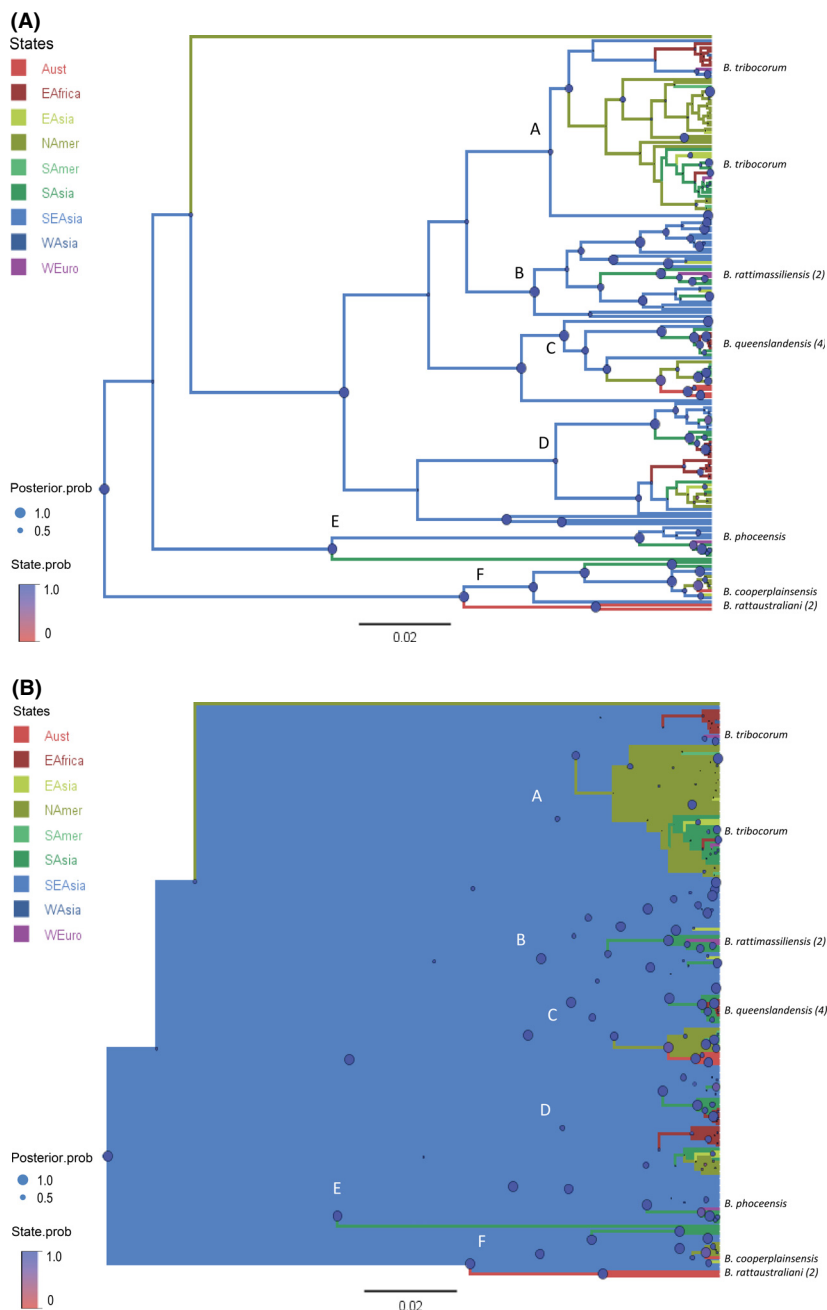 (A)
States
Aust
EAfrica
EAsia
NAmer
SAmer
SAsia
SEAsia
WAsia
WEuro
Posterior.prob
1.0
0.5
State.prob
1.0
0
A
B
C
D
E
F
B. tribocorum
B. tribocorum
B. rattimassiliensis (2)
B. queenslandensis (4)
B. phoceensis
B. cooperplainsensis
B. rattaustraliani (2)
0.02
(B)
States
Aust
EAfrica
EAsia
NAmer
SAmer
SAsia
SEAsia
WAsia
WEuro
Posterior.prob
1.0
0.5
State.prob
1.0
0
A
B
C
D
E
F
B. tribocorum
B. tribocorum
B. rattimassiliensis (2)
B. queenslandensis (4)
B. phoceensis
B. cooperplainsensis
B. rattaustraliani (2)
0.02